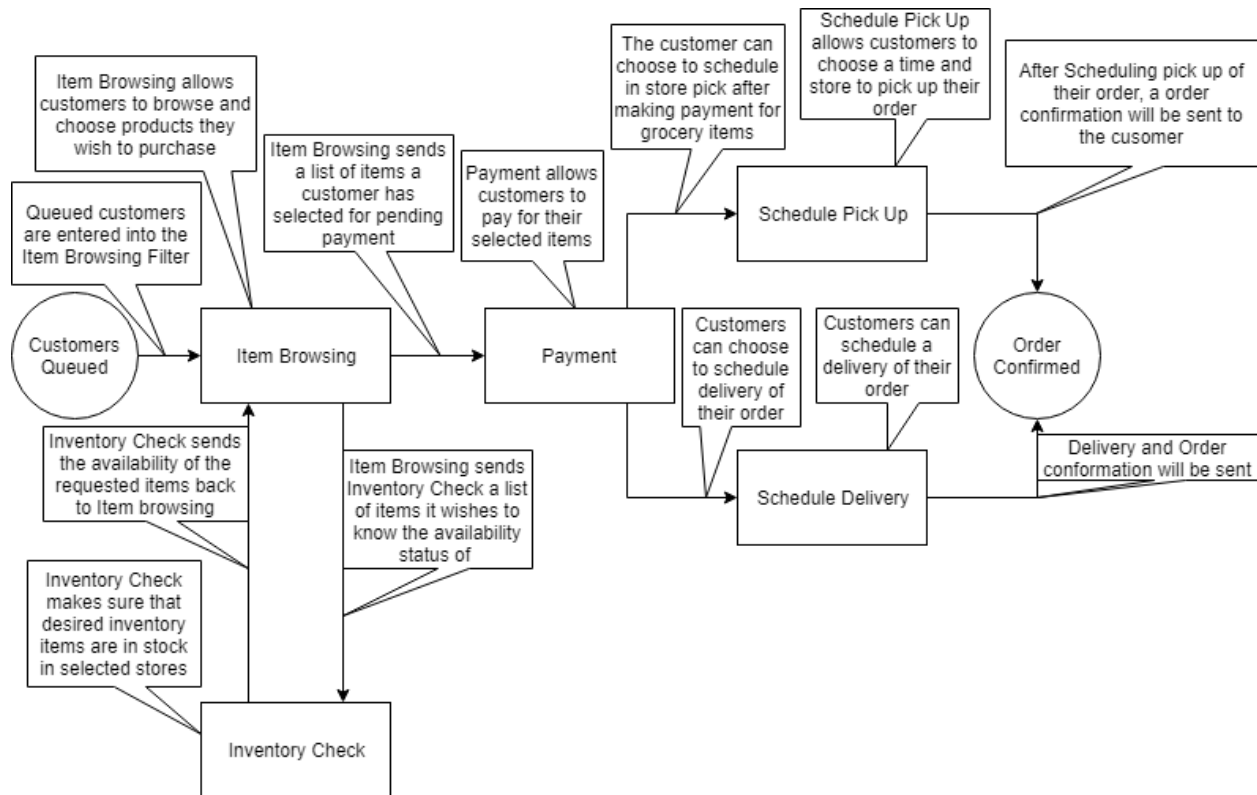 Item Browsing allows
customers to browse and
choose products they
wish to purchase
Queued customers
are entered into the
Item Browsing Filter
Item Browsing sends
a list of items a
customer has
selected for pending
payment
Payment allows
customers to
pay for their
selected items
The customer can
choose to schedule
in store pick after
making payment for
grocery items
Schedule Pick Up
allows customers to
choose a time and
store to pick up their
order
After Scheduling pick up of
their order, a order
confirmation will be sent to
the cusomer
Schedule Pick Up
Customers
Queued
Item Browsing
Payment
Customers
can choose
to schedule
delivery of
their order
Customers can
schedule a
delivery of their
order
Order
Confirmed
Inventory Check sends
the availability of the
requested items back
to Item browsing
Item Browsing sends
Inventory Check a list
of items it wishes to
know the availability
status of
Schedule Delivery
Delivery and Order
conformation will be sent
Inventory Check
makes sure that
desired inventory
items are in stock
in selected stores
Inventory Check